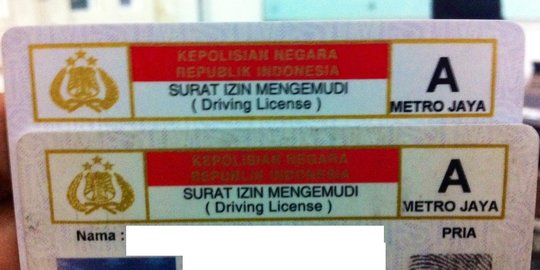 KEPOLISIAN NEGARA
REPUBLIK INDONESIA
SURAT IZIN MENGEMUDI
( Driving License )
A
METRO JAYA
KEPOLISIAN NEGARA
REPUBLIK INDONESIA
SURAT IZIN MENGEMUDI
( Driving License )
A
METRO JAYA
Nama :
PRIA